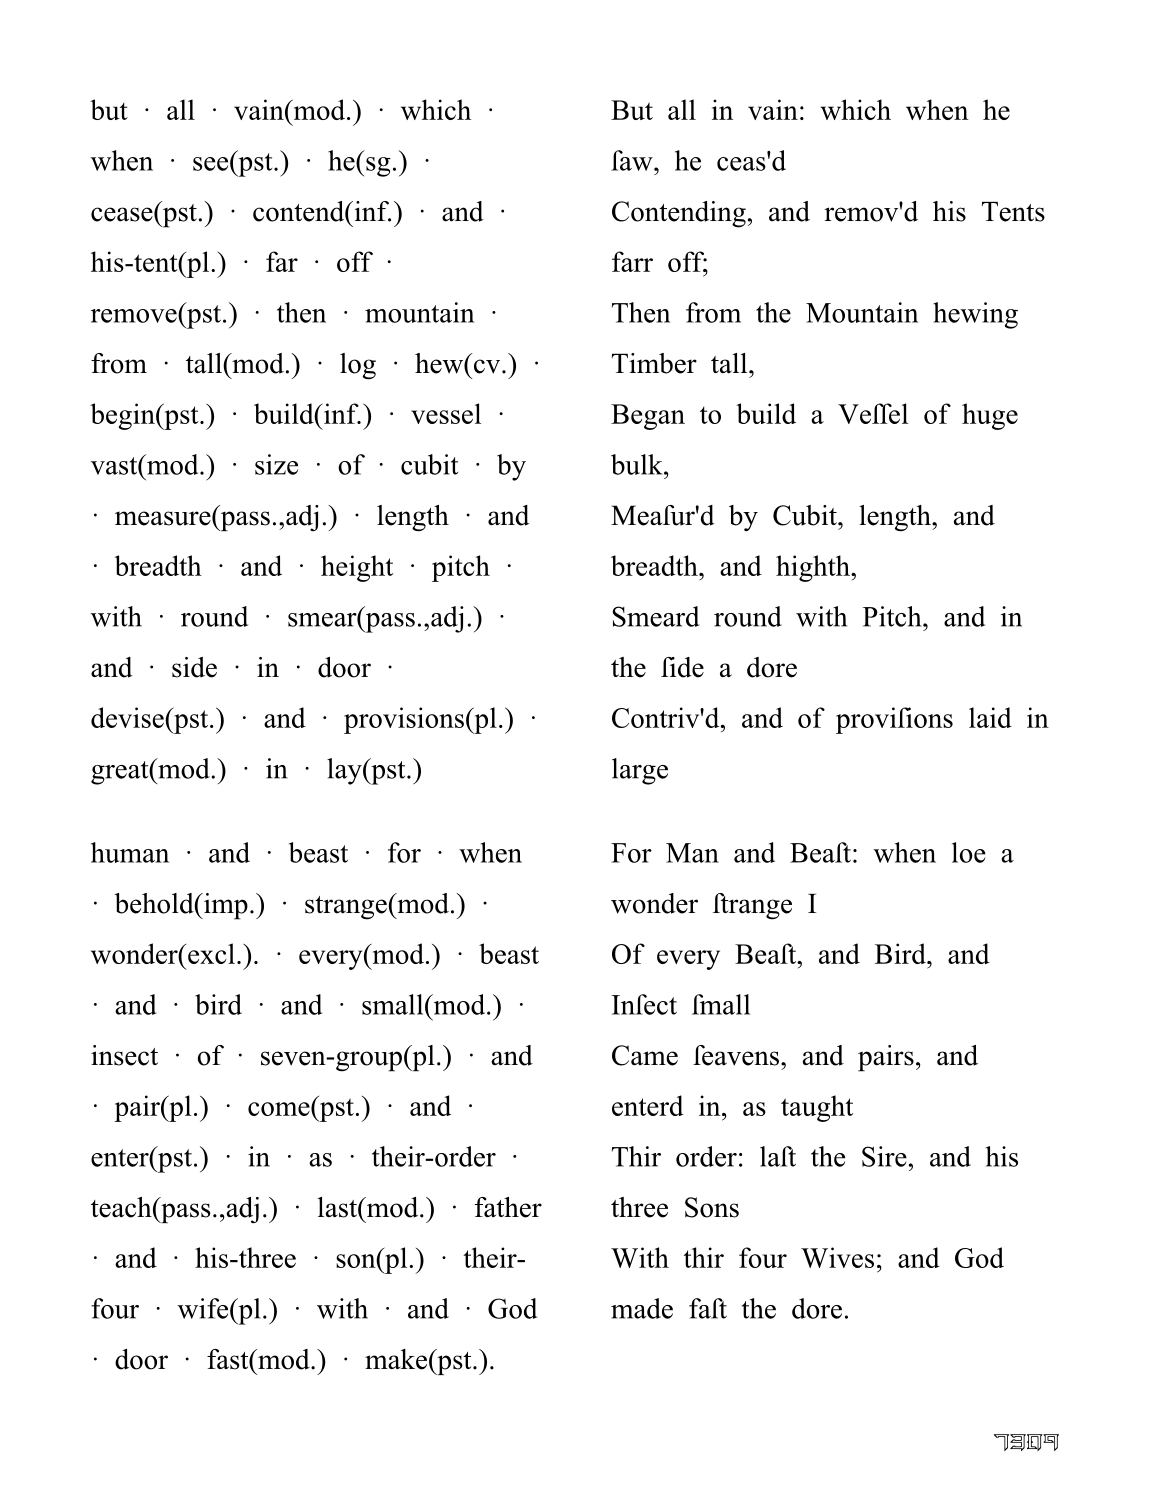 but · all · vain(mod.) · which ·
when · see(pst.) · he(sg.) ·
cease(pst.) · contend(inf.) · and ·
his-tent(pl.) · far · off ·
remove(pst.) · then · mountain ·
from · tall(mod.) · log · hew(cv.) ·
begin(pst.) · build(inf.) · vessel ·
vast(mod.) · size · of · cubit · by
· measure(pass.,adj.) · length · and
· breadth · and · height · pitch ·
with · round · smear(pass.,adj.) ·
and · side · in · door ·
devise(pst.) · and · provisions(pl.) ·
great(mod.) · in · lay(pst.)
human · and · beast · for · when
· behold(imp.) · strange(mod.) ·
wonder(excl.). · every(mod.) · beast
· and · bird · and · small(mod.) ·
insect · of · seven-group(pl.) · and
· pair(pl.) · come(pst.) · and ·
enter(pst.) · in · as · their-order ·
teach(pass.,adj.) · last(mod.) · father
· and · his-three · son(pl.) · their-
four · wife(pl.) · with · and · God
· door · fast(mod.) · make(pst.).
But all in vain: which when he
ſaw, he ceas'd
Contending, and remov'd his Tents
farr off;
Then from the Mountain hewing
Timber tall,
Began to build a Veſſel of huge
bulk,
Meaſur'd by Cubit, length, and
breadth, and highth,
Smeard round with Pitch, and in
the ſide a dore
Contriv'd, and of proviſions laid in
large
For Man and Beaſt: when loe a
wonder ſtrange I
Of every Beaſt, and Bird, and
Inſect ſmall
Came ſeavens, and pairs, and
enterd in, as taught
Thir order: laſt the Sire, and his
three Sons
With thir four Wives; and God
made faſt the dore.